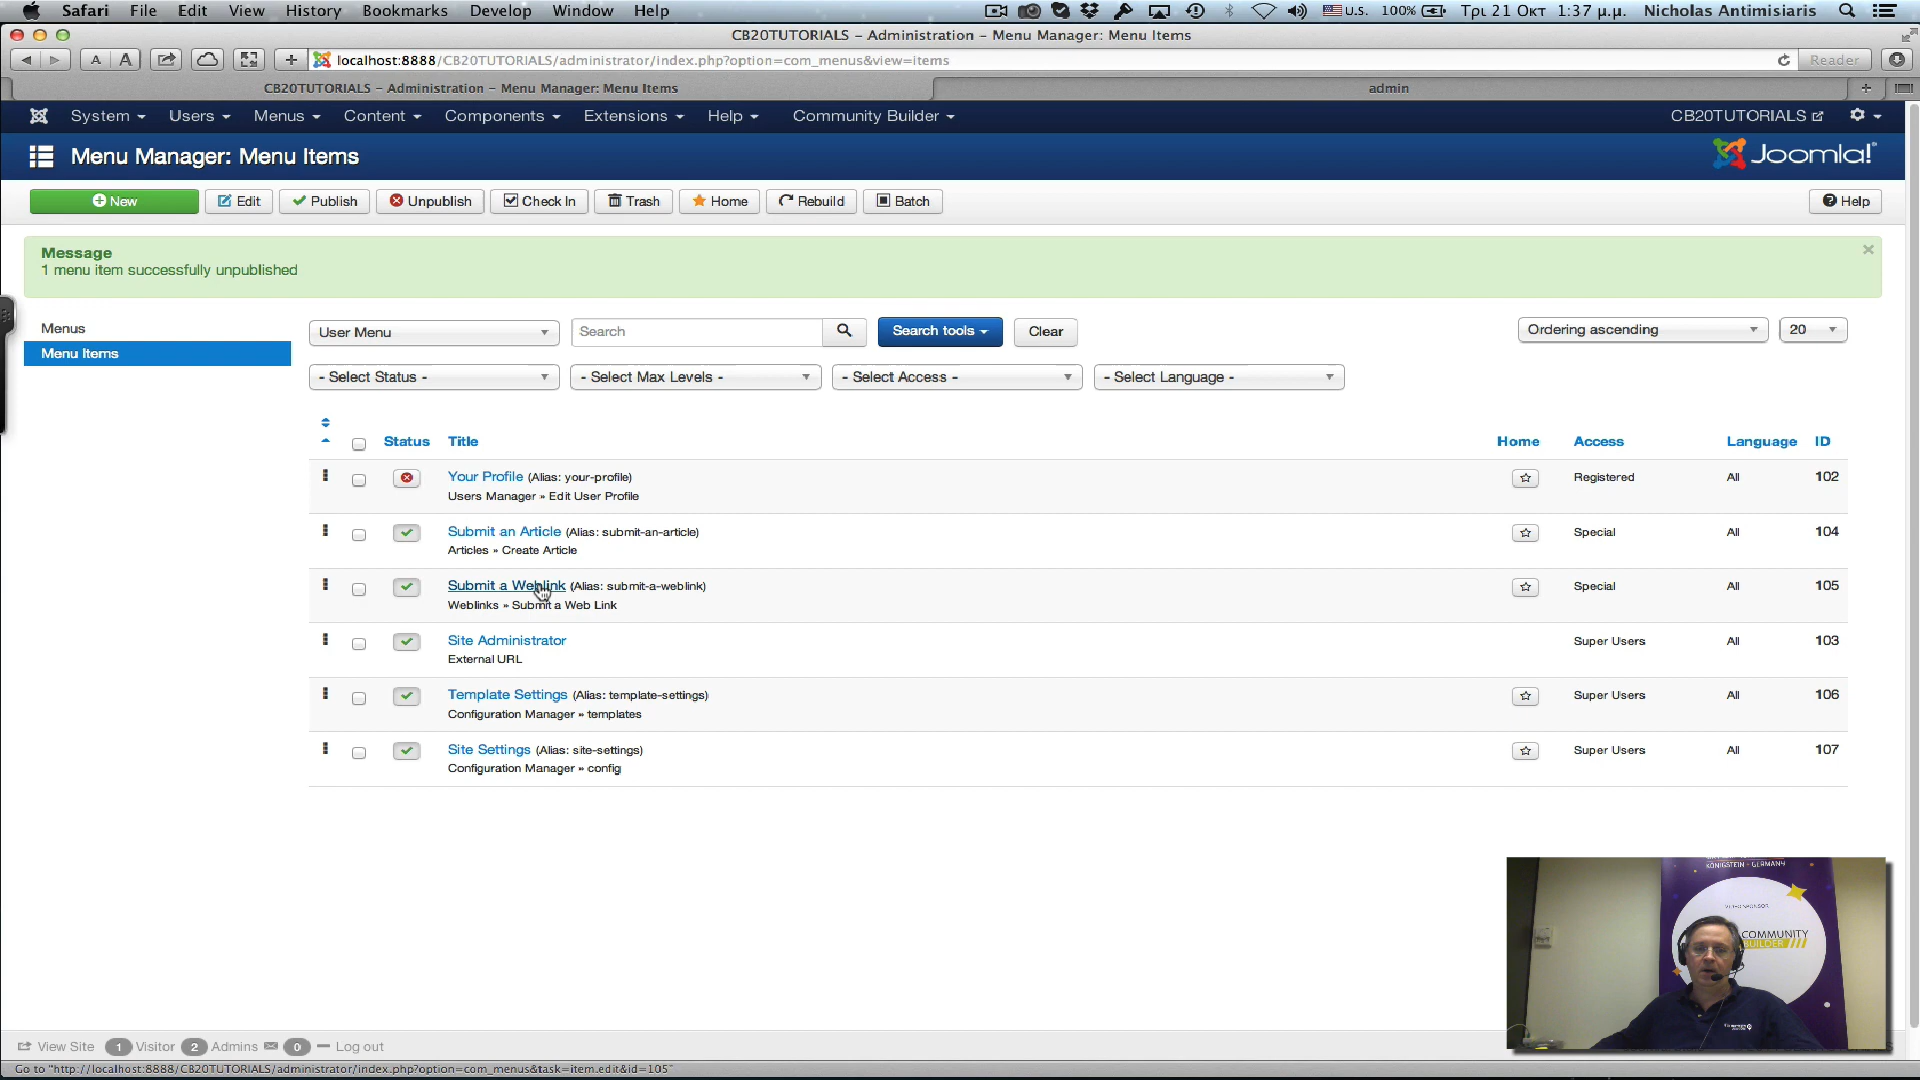 Safari File Edit View History Bookmarks Develop Window Help U.S. 100% Τρι 21 Οκτ 1:37 μ.μ. Nicholas Antimisiaris
CB20TUTORIALS – Administration – Menu Manager: Menu Items
A A + localhost:8888/CB20TUTORIALS/administrator/index.php?option=com_menus&view=items Reader
CB20TUTORIALS – Administration – Menu Manager: Menu Items admin +
System Users Menus Content Components Extensions Help Community Builder CB20TUTORIALS
Menu Manager: Menu Items Joomla!
New Edit Publish Unpublish Check In Trash Home Rebuild Batch Help
Message
1 menu item successfully unpublished
Menus
Menu Items
User Menu Search Search tools Clear Ordering ascending 20
- Select Status - - Select Max Levels - - Select Access - - Select Language -
Status Title Home Access Language ID
Your Profile (Alias: your-profile) Registered All 102
Users Manager » Edit User Profile
Submit an Article (Alias: submit-an-article) Special All 104
Articles » Create Article
Submit a Weblink (Alias: submit-a-weblink) Special All 105
Weblinks » Submit a Web Link
Site Administrator Super Users All 103
External URL
Template Settings (Alias: template-settings) Super Users All 106
Configuration Manager » templates
Site Settings (Alias: site-settings) Super Users All 107
Configuration Manager » config
KÖNIGSTEIN - GERMANY
VIDEO SPONSOR
COMMUNITY
BUILDER
View Site 1 Visitor 2 Admins 0 Log out
Go to "http://localhost:8888/CB20TUTORIALS/administrator/index.php?option=com_menus&task=item.edit&id=105"